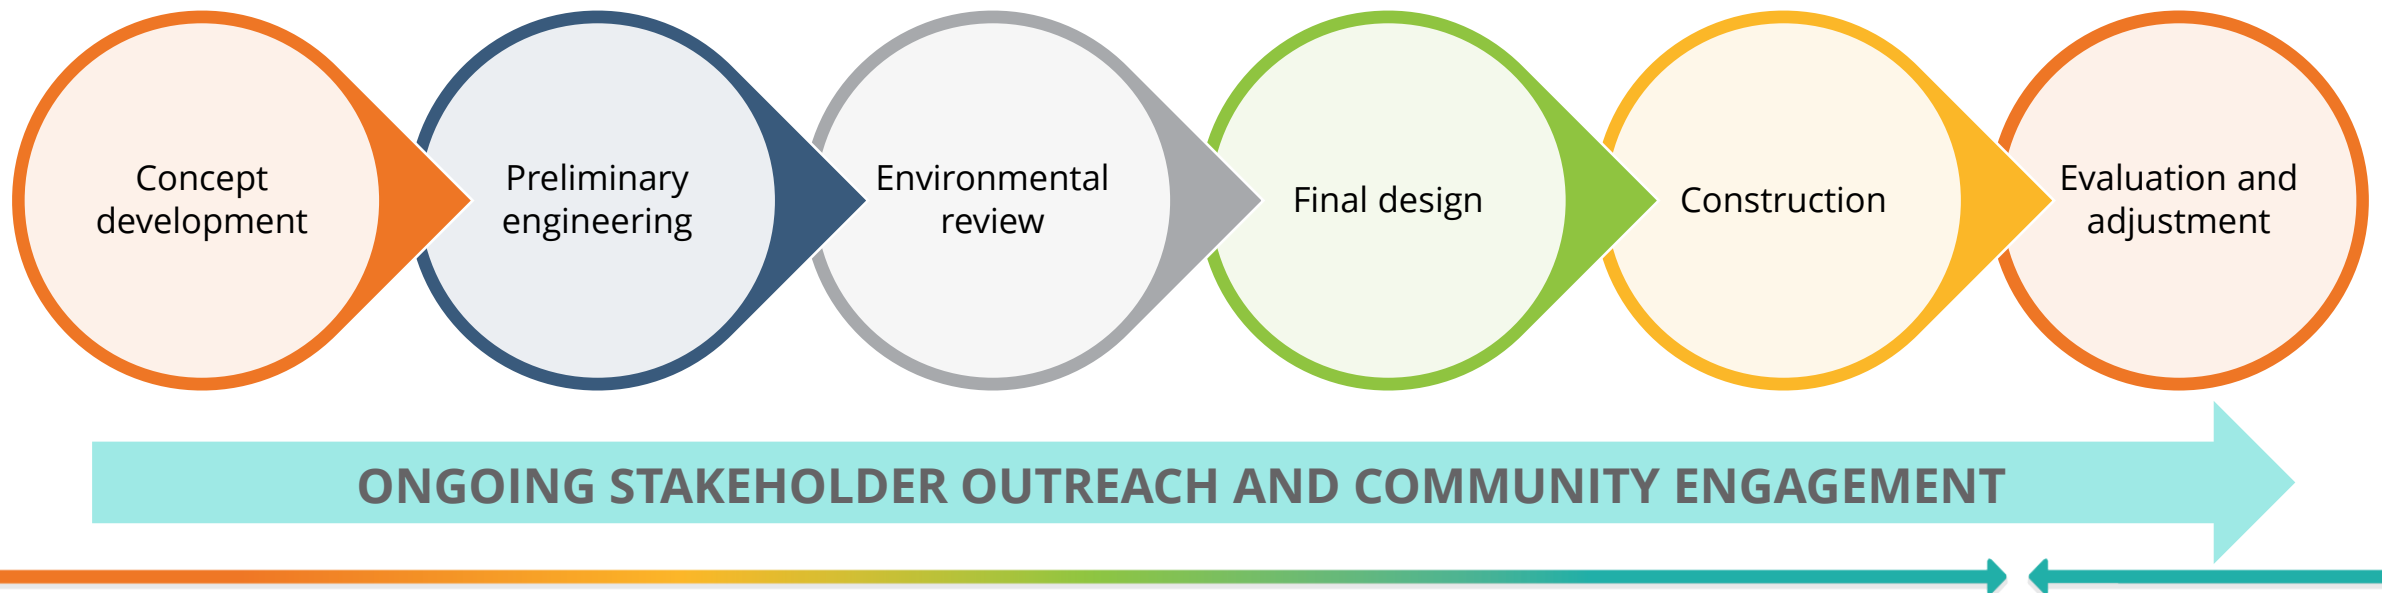 Concept
development
Preliminary
engineering
Environmental
review
Final design
Construction
Evaluation and
adjustment
ONGOING STAKEHOLDER OUTREACH AND COMMUNITY ENGAGEMENT